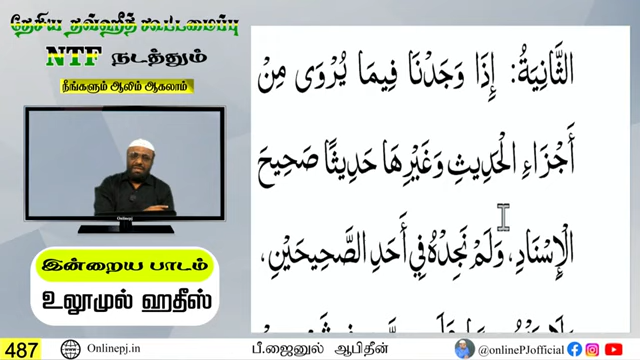 தேசிய தவ்ஹீத் கூட்டமைப்பு
NTF நடத்தும்
நீங்களும் ஆலிம் ஆகலாம்
Onlinepj
இன்றைய பாடம்
உலூமுல் ஹதீஸ்
الثَّانِيَةُ: إِذَا وَجَدْنَا فِيمَا يُرْوَى مِنْ
أَجْزَاءِ الْحَدِيثِ وَغَيْرِهَا حَدِيثًا صَحِيحَ
الْإِسْنَادِ، وَلَمْ نَجِدْهُ فِي أَحَدِ الصَّحِيحَيْنِ،
487
Onlinepj.in
பீ.ஜைனுல் ஆபிதீன்
@onlinePJofficial